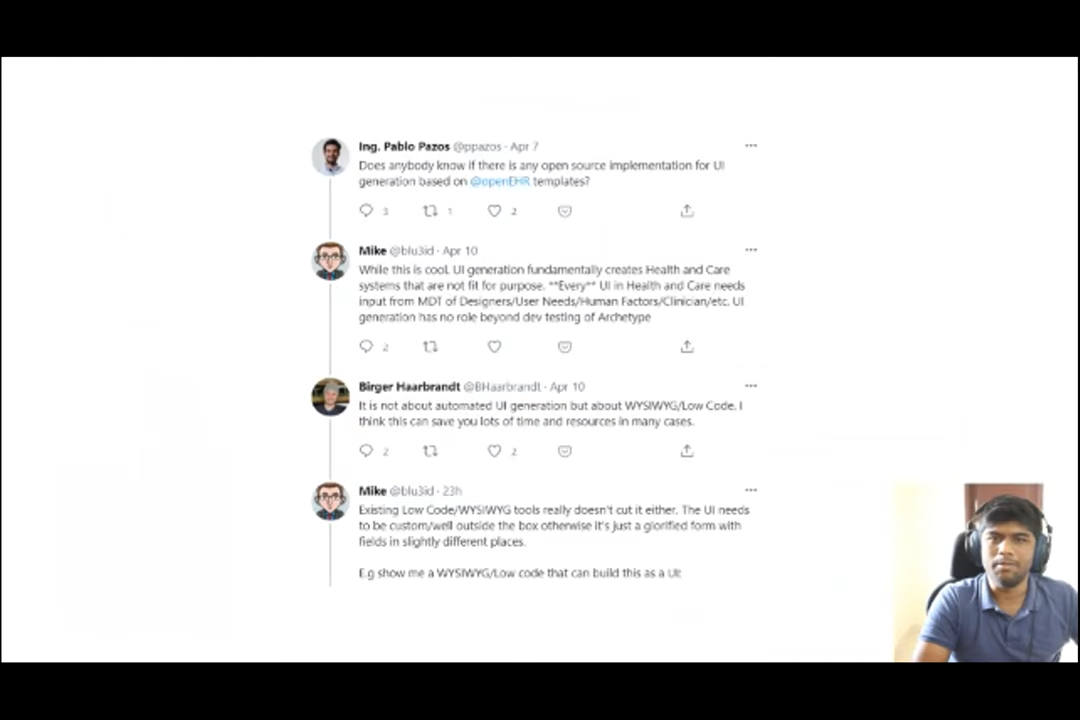 Ing. Pablo Pazos @ppazos · Apr 7
Does anybody know if there is any open source implementation for UI
generation based on @openEHR templates?
3 1 2
Mike @blu3id · Apr 10
While this is cool. UI generation fundamentally creates Health and Care
systems that are not fit for purpose. **Every** UI in Health and Care needs
input from MDT of Designers/User Needs/Human Factors/Clinician/etc. UI
generation has no role beyond dev testing of Archetype
2
Birger Haarbrandt @BHaarbrandt · Apr 10
It is not about automated UI generation but about WYSIWYG/Low Code. I
think this can save you lots of time and resources in many cases.
2 2
Mike @blu3id · 23h
Existing Low Code/WYSIWYG tools really doesn't cut it either. The UI needs
to be custom/well outside the box otherwise it's just a glorified form with
fields in slightly different places.
E.g show me a WYSIWYG/Low code that can build this as a UI: